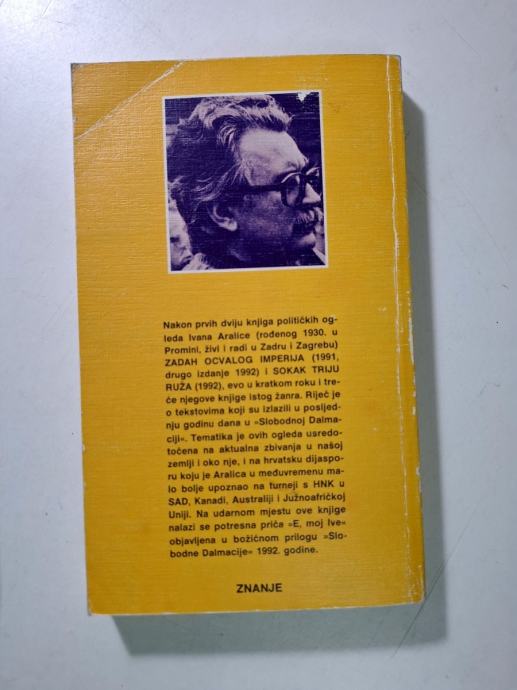 Nakon prvih dviju knjiga političkih og-
leda Ivana Aralice (rođenog 1930. u
Promini, živi i radi u Zadru i Zagrebu)
ZADAH OCVALOG IMPERIJA (1991,
drugo izdanje 1992) i SOKAK TRIJU
RUŽA (1992), evo u kratkom roku i tre-
će njegove knjige istog žanra. Riječ je
o tekstovima koji su izlazili u posljed-
nju godinu dana u »Slobodnoj Dalma-
ciji«. Tematika je ovih ogleda usredo-
točena na aktualna zbivanja u našoj
zemlji i oko nje, i na hrvatsku dijaspo-
ru koju je Aralica u međuvremenu ma-
lo bolje upoznao na turneji s HNK u
SAD, Kanadi, Australiji i Južnoafričkoj
Uniji. Na udarnom mjestu ove knjige
nalazi se potresna priča »E, moj Ive«
objavljena u božićnom prilogu »Slo-
bodne Dalmacije« 1992. godine.
ZNANJE